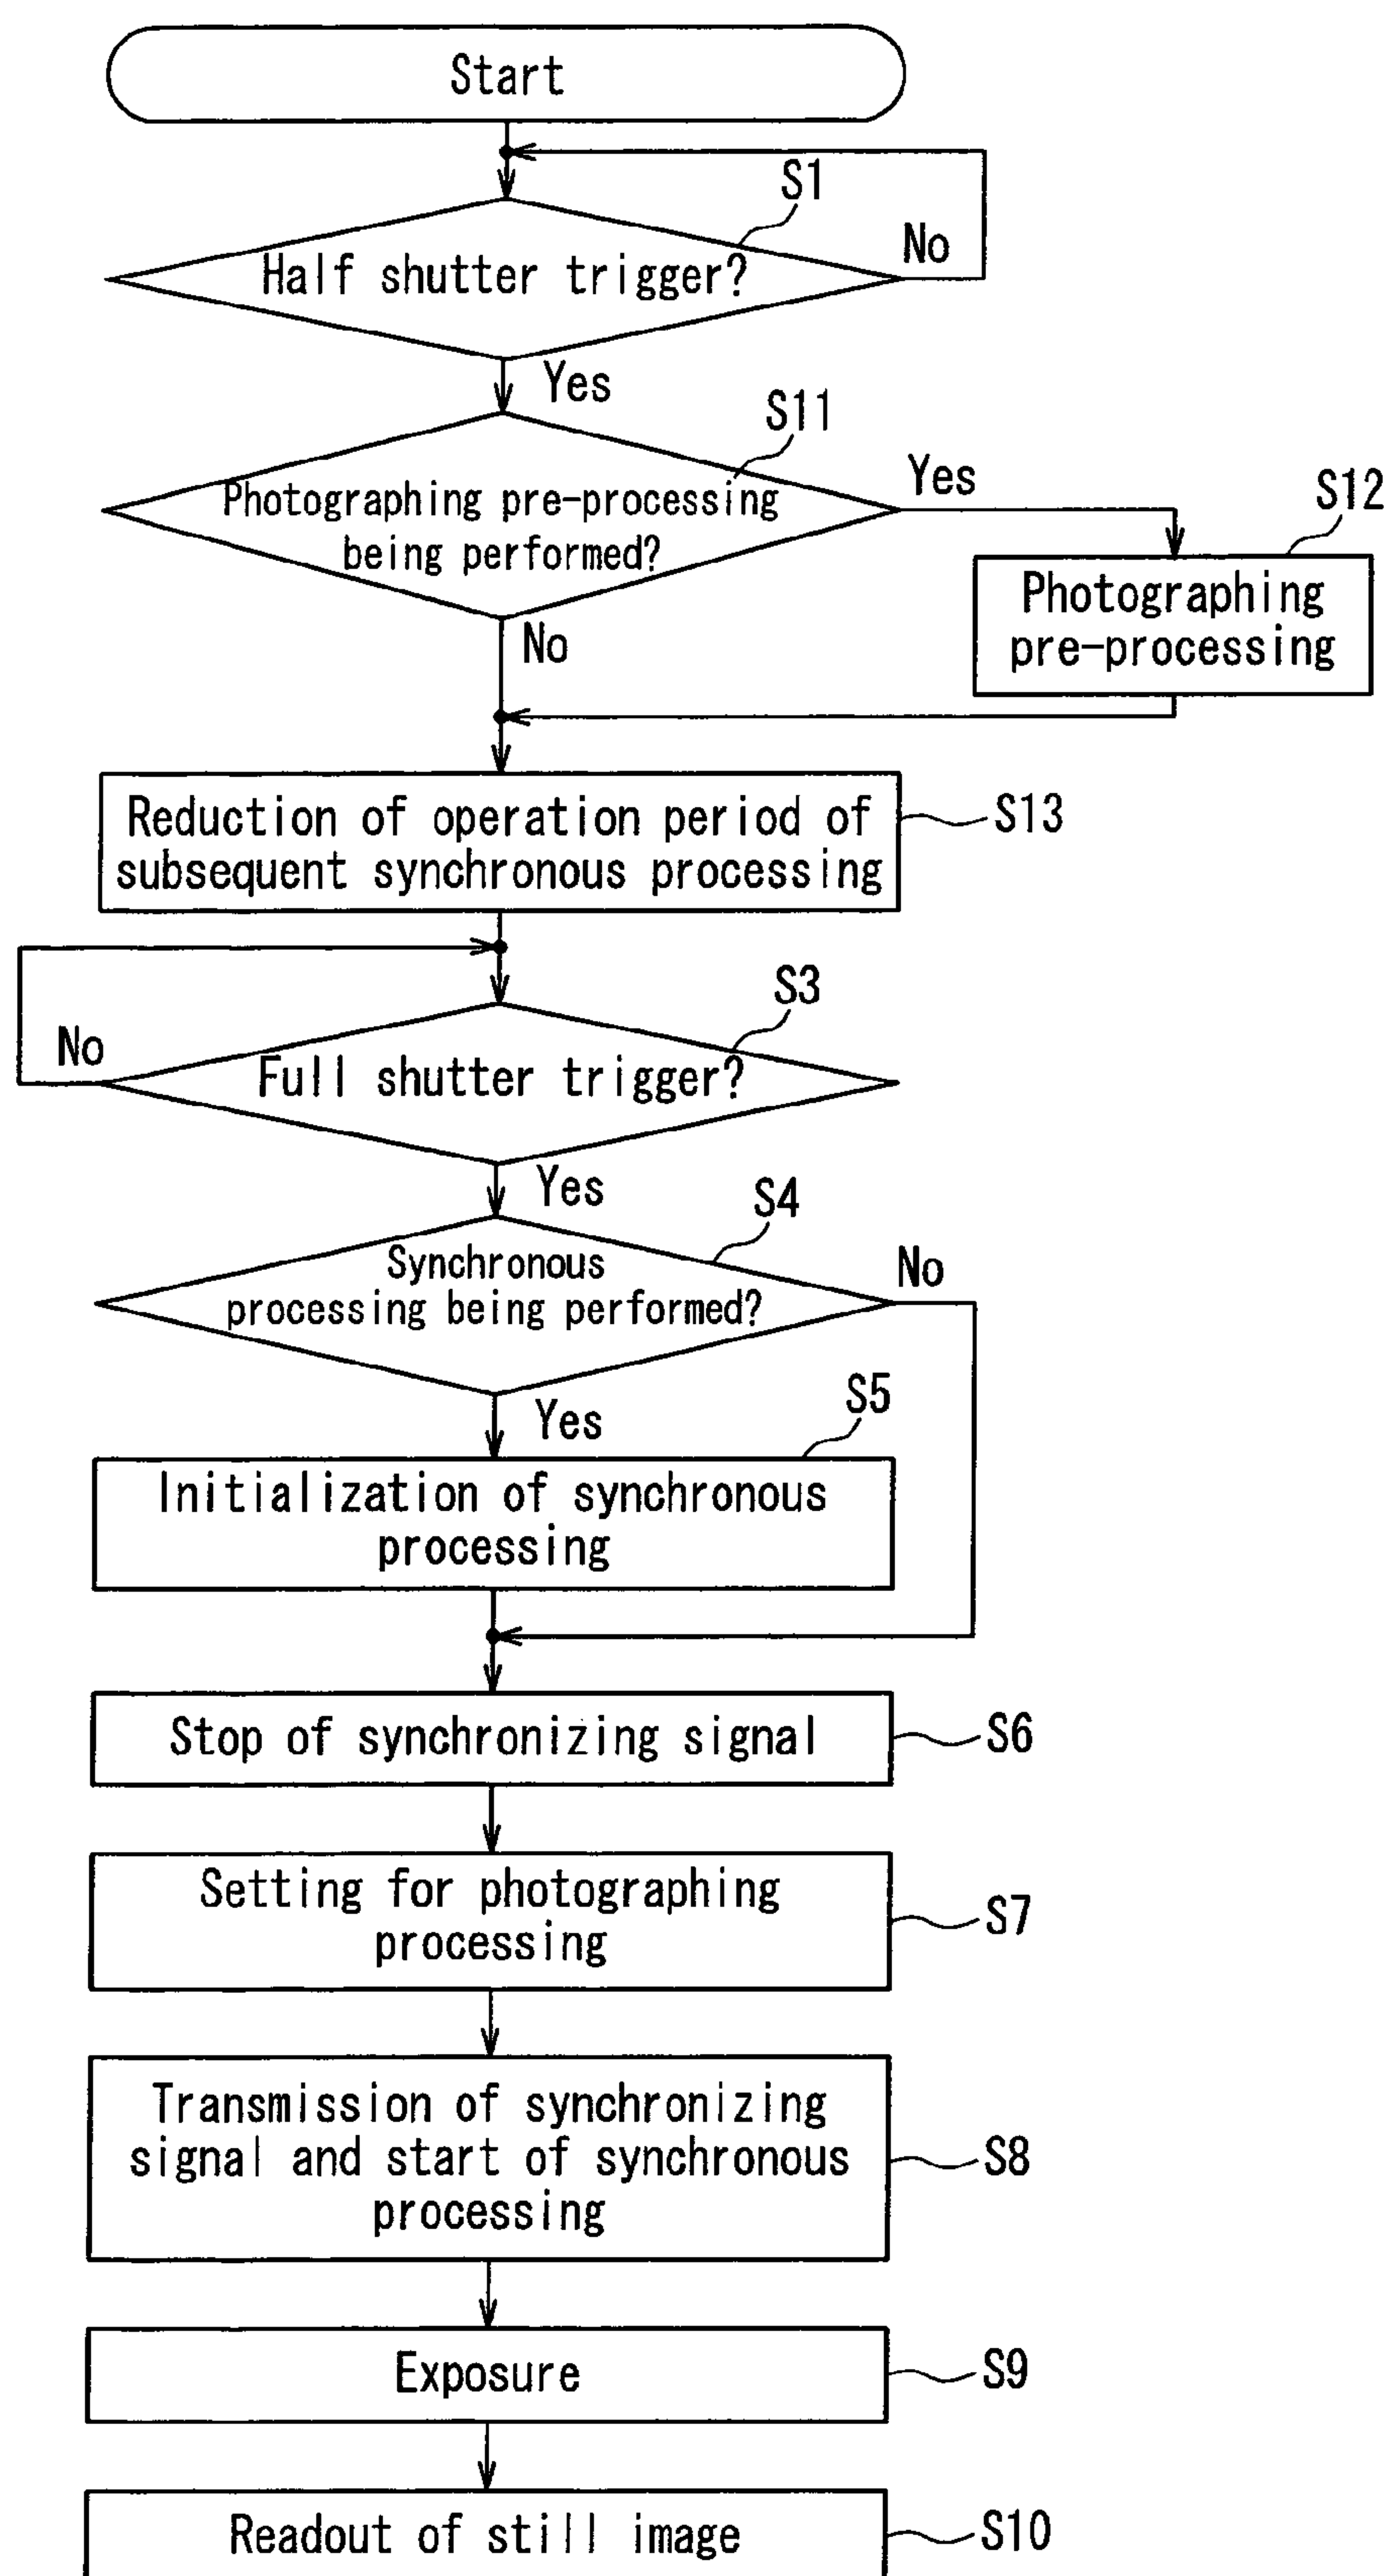 Start
S1
No
Half shutter trigger?
Yes
S11
Yes
S12
Photographing pre-processing
being performed?
Photographing
pre-processing
No
Reduction of operation period of
subsequent synchronous processing
S13
S3
No
Full shutter trigger?
Yes
S4
No
Synchronous
processing being performed?
Yes
S5
Initialization of synchronous
processing
Stop of synchronizing signal
S6
Setting for photographing
processing
S7
Transmission of synchronizing
signal and start of synchronous
processing
S8
Exposure
S9
Readout of still image
S10